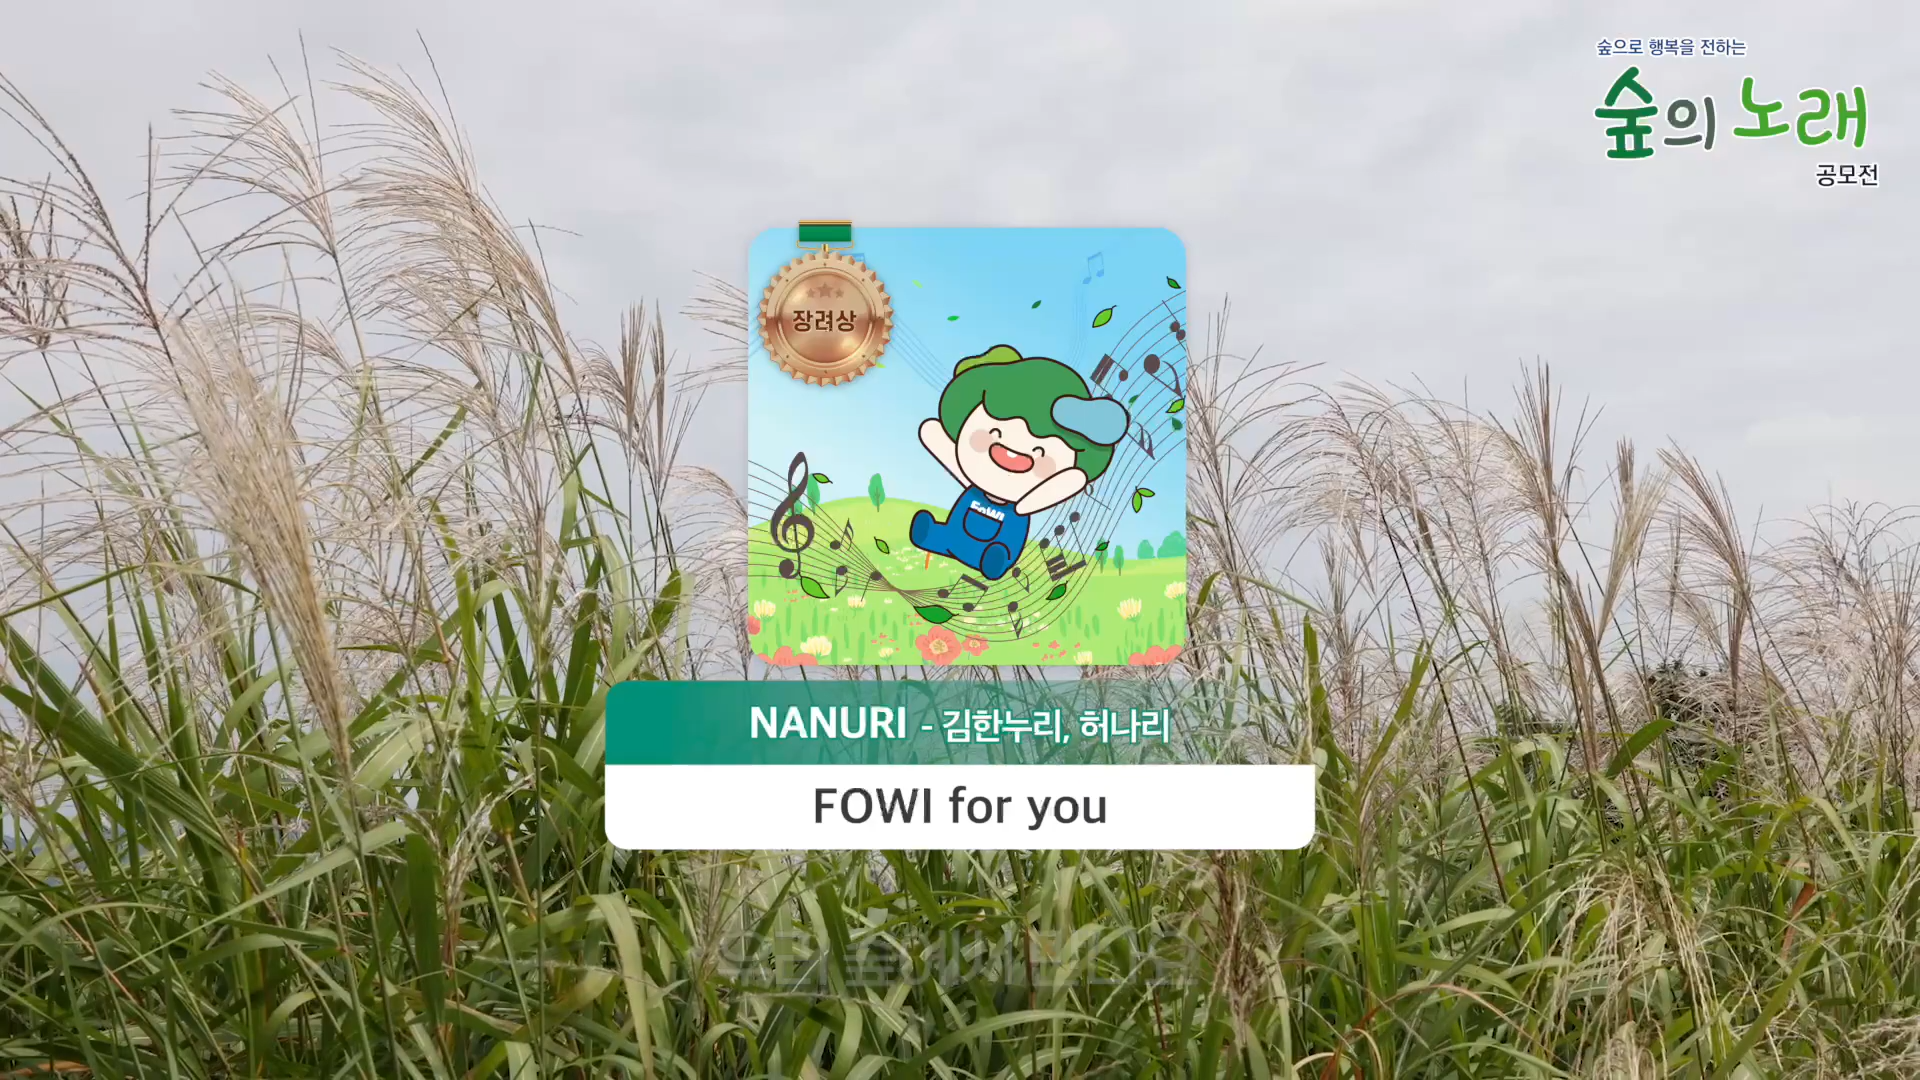 숲으로 행복을 전하는
숲의 노래
공모전
장려상
FoWI
NANURI - 김한누리, 허나리
FOWI for you